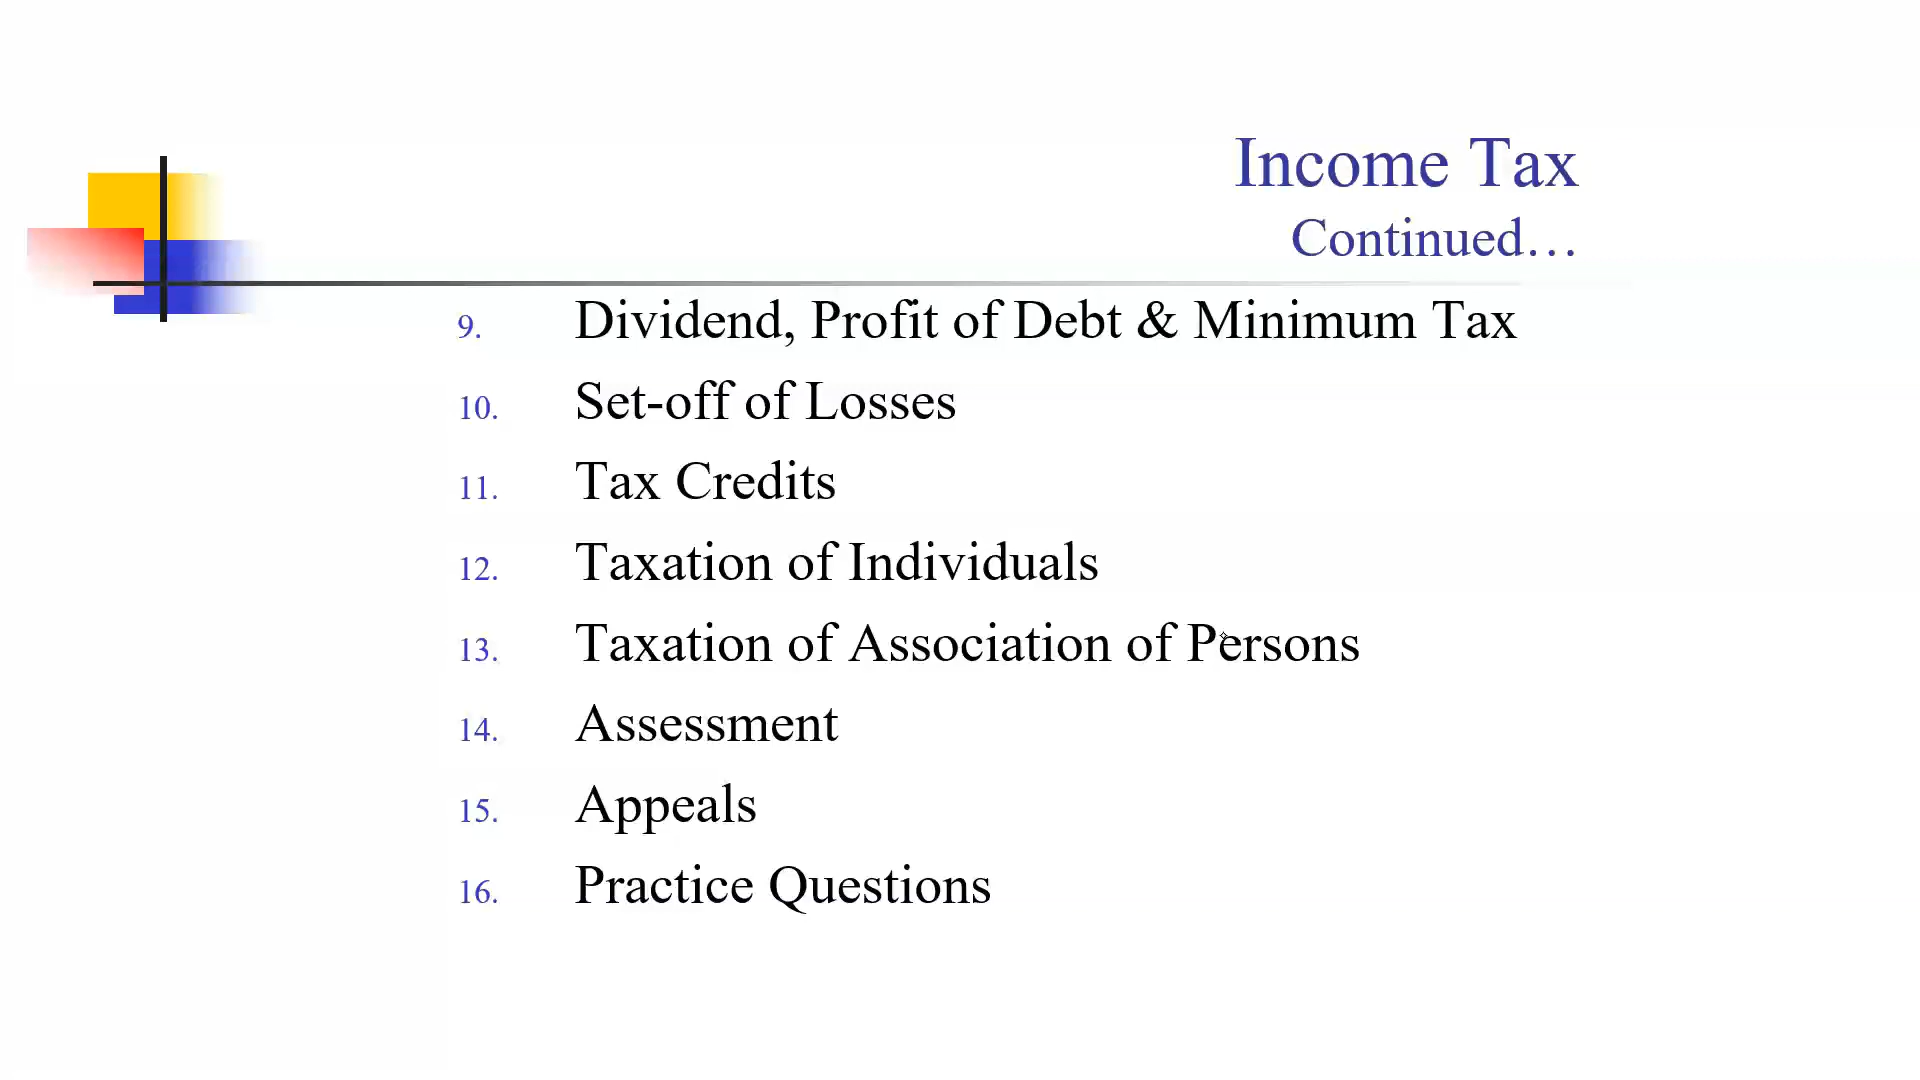 Income Tax
Continued…
9. Dividend, Profit of Debt & Minimum Tax
10. Set-off of Losses
11. Tax Credits
12. Taxation of Individuals
13. Taxation of Association of Persons
14. Assessment
15. Appeals
16. Practice Questions